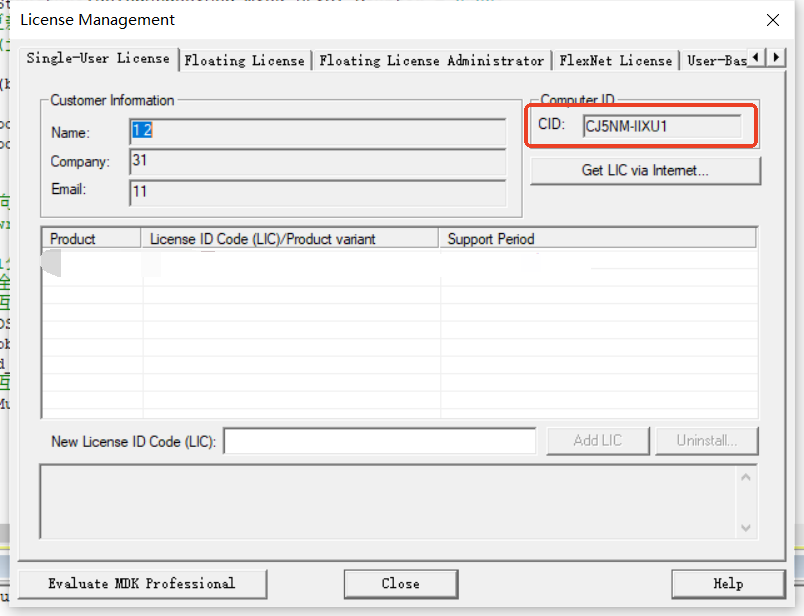 License Management
Single-User License
Floating License
Floating License Administrator
FlexNet License
User-Bas
Customer Information
Name:
1 2
Company:
31
Email:
11
Computer ID
CID:
CJ5NM-IIXU1
Get LIC via Internet...
Product
License ID Code (LIC)/Product variant
Support Period
New License ID Code (LIC):
Add LIC
Uninstall...
Evaluate MDK Professional
Close
Help